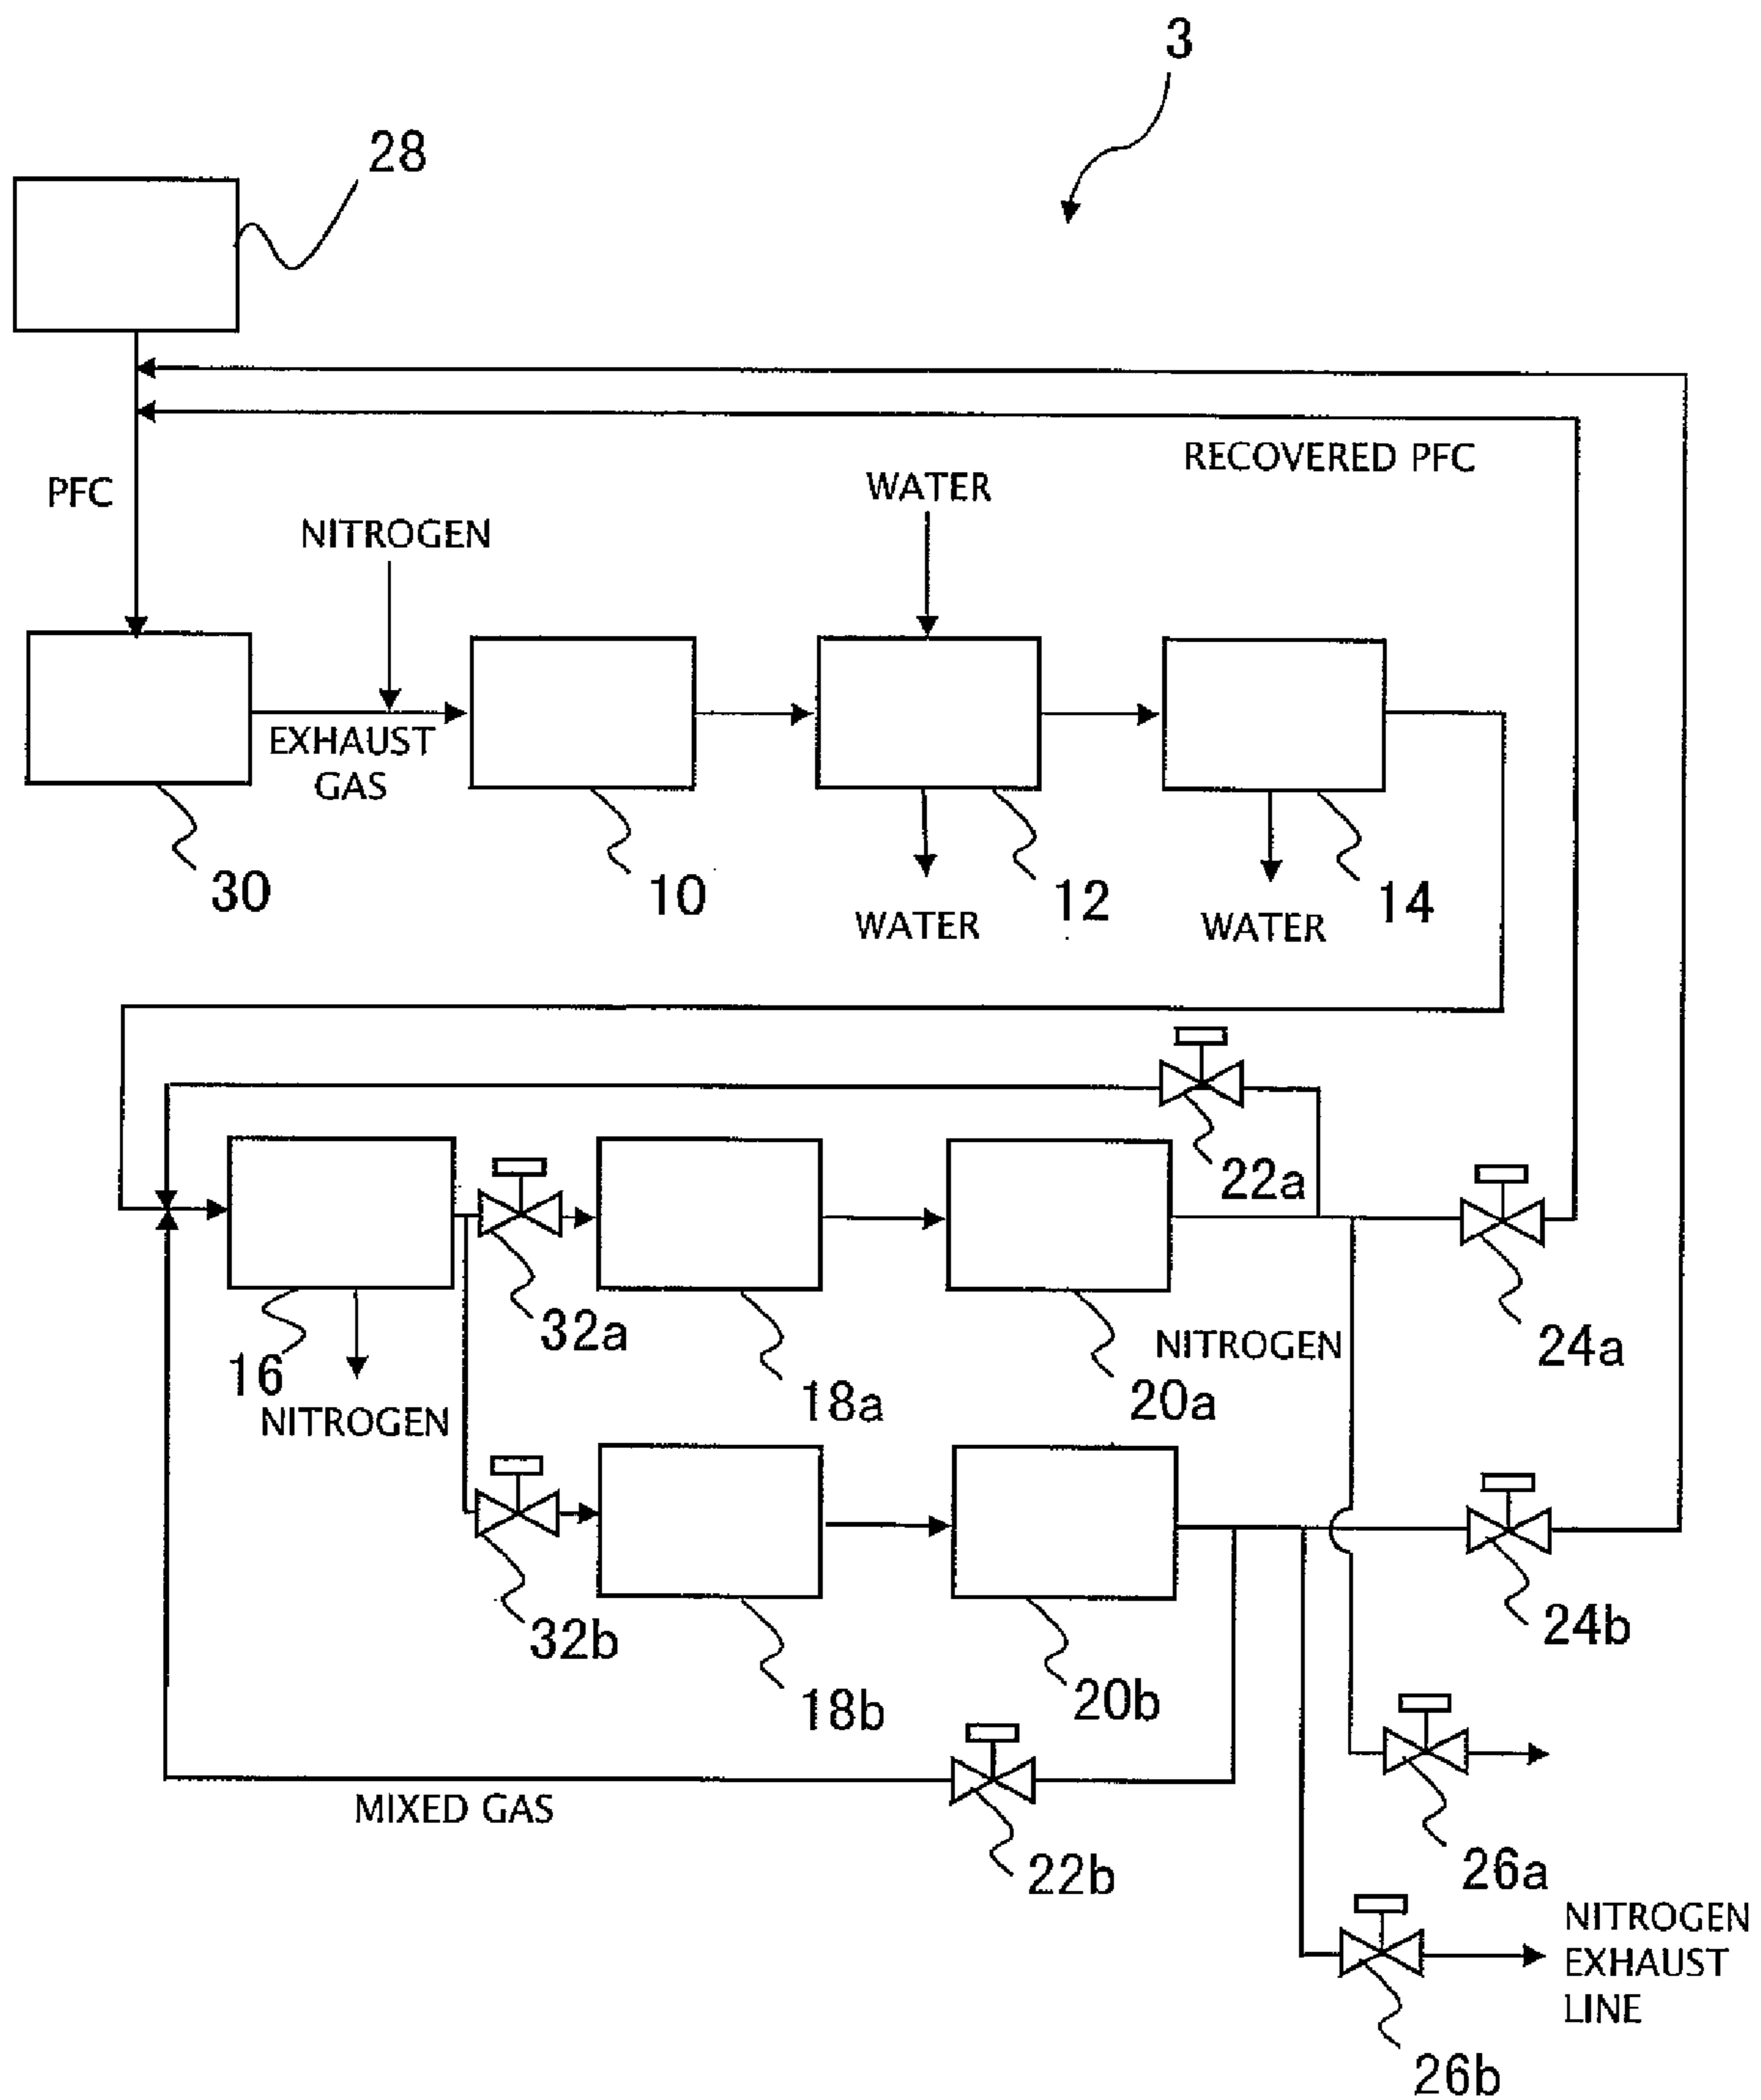 3
28
RECOVERED PFC
PFC
WATER
NITROGEN
EXHAUST
GAS
30
10
12
14
WATER
WATER
22a
32a
16
18a
NITROGEN
20a
24a
NITROGEN
32b
18b
20b
24b
MIXED GAS
22b
26a
NITROGEN
EXHAUST
LINE
26b